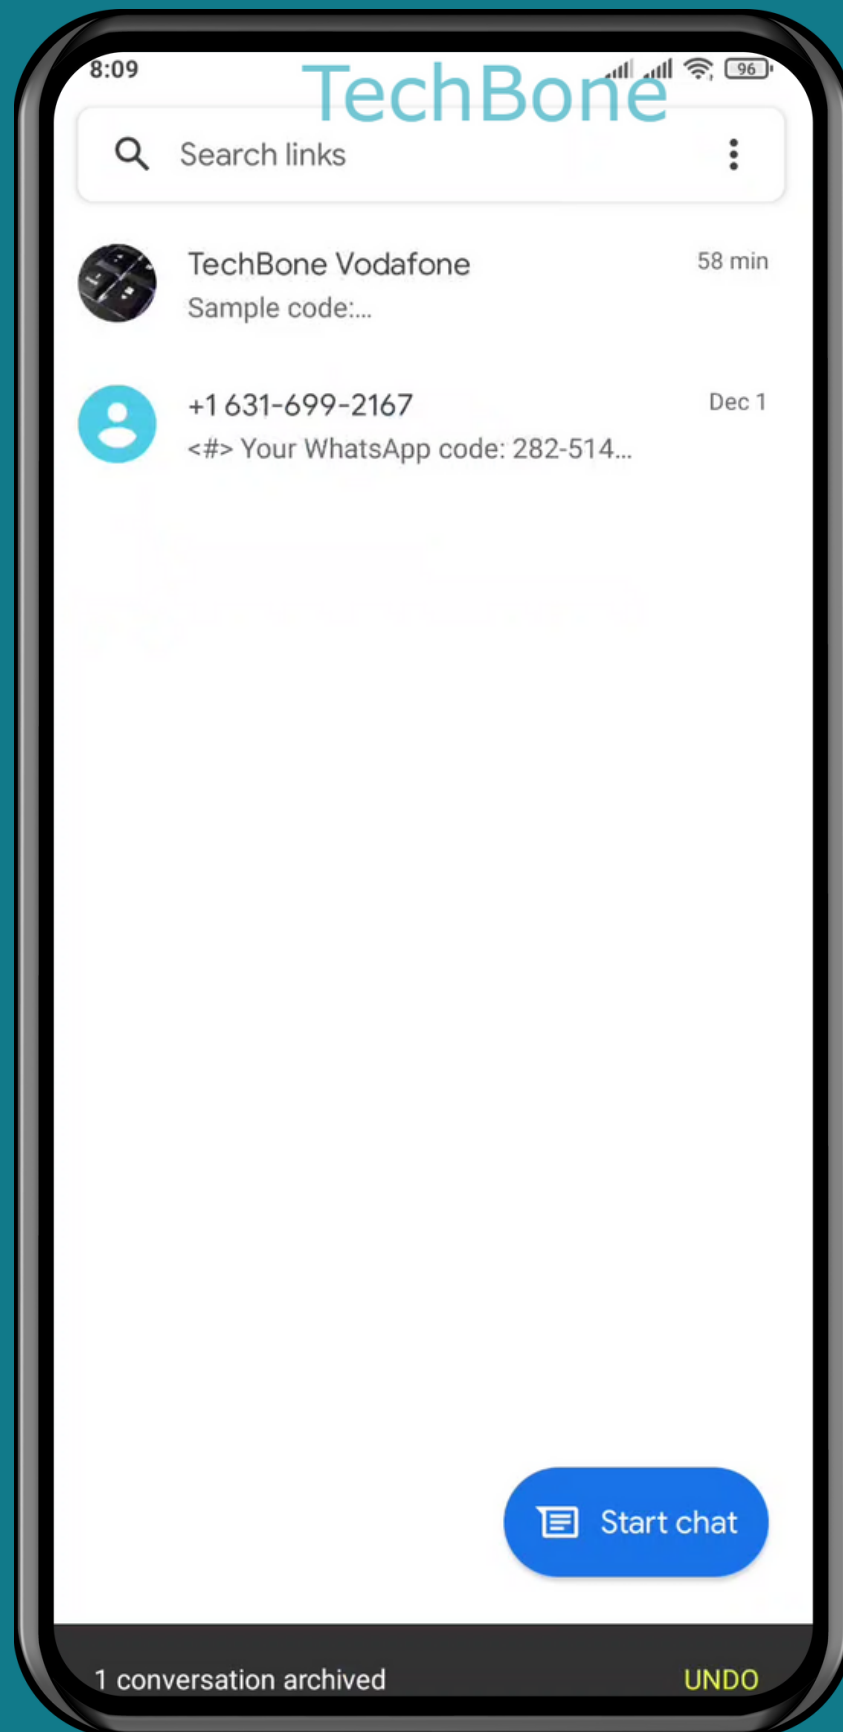 8:09
TechBone
96
Search links
TechBone Vodafone
58 min
Sample code:...
+1 631-699-2167
Dec 1
<#> Your WhatsApp code: 282-514...
Start chat
1 conversation archived
UNDO